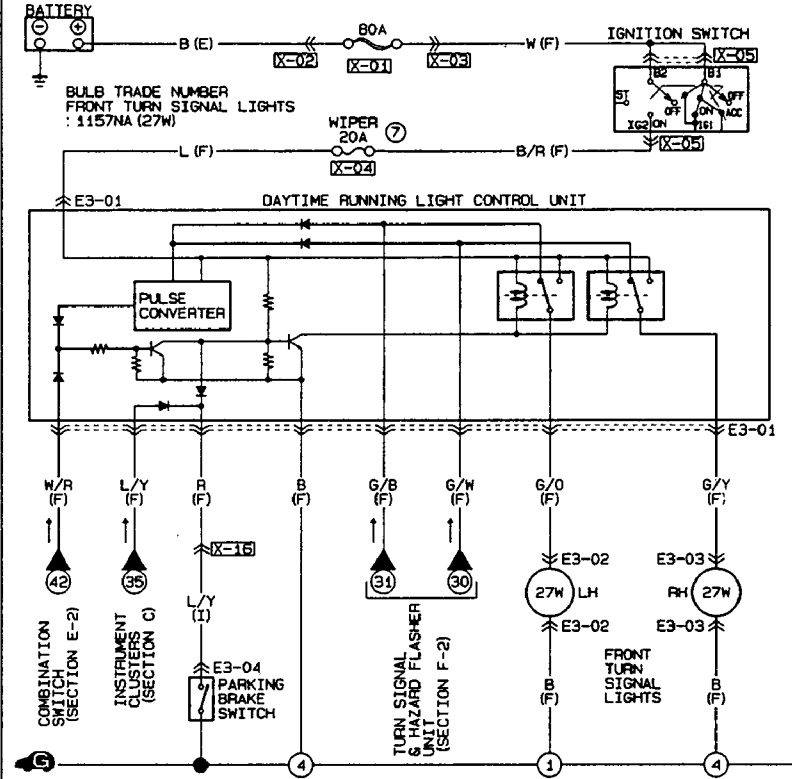 BATTERY
80A
IGNITION SWITCH
B (E)
W (F)
X-02
X-01
X-03
X-05
BULB TRADE NUMBER
FRONT TURN SIGNAL LIGHTS
: 1157NA (27W)
B2
B1
ST
OFF
OFF
ON
ACC
IG2
ON
IG1
WIPER
20A
7
L (F)
B/R (F)
X-04
X-05
E3-01
DAYTIME RUNNING LIGHT CONTROL UNIT
PULSE
CONVERTER
E3-01
W/R
(F)
L/Y
(F)
R
(F)
B
(F)
G/B
(F)
G/W
(F)
G/O
(F)
G/Y
(F)
X-16
42
35
31
30
E3-02
E3-03
27W
LH
RH
27W
L/Y
(I)
E3-02
E3-03
COMBINATION
SWITCH
(SECTION E-2)
INSTRUMENT
CLUSTERS
(SECTION C)
E3-04
PARKING
BRAKE
SWITCH
TURN SIGNAL
& HAZARD FLASHER
UNIT
(SECTION F-2)
FRONT
TURN
SIGNAL
LIGHTS
B
(F)
B
(F)
G
4
1
4